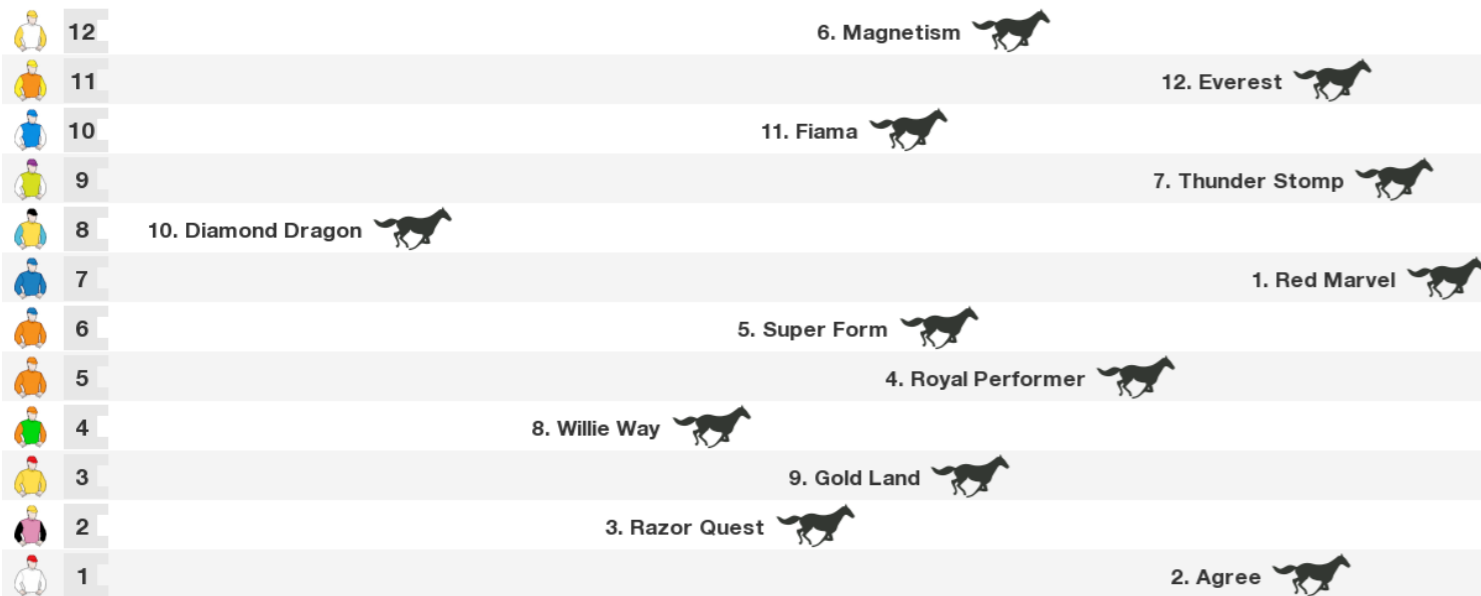 12 6. Magnetism
11 12. Everest
10 11. Fiama
9 7. Thunder Stomp
8 10. Diamond Dragon
7 1. Red Marvel
6 5. Super Form
5 4. Royal Performer
4 8. Willie Way
3 9. Gold Land
2 3. Razor Quest
1 2. Agree